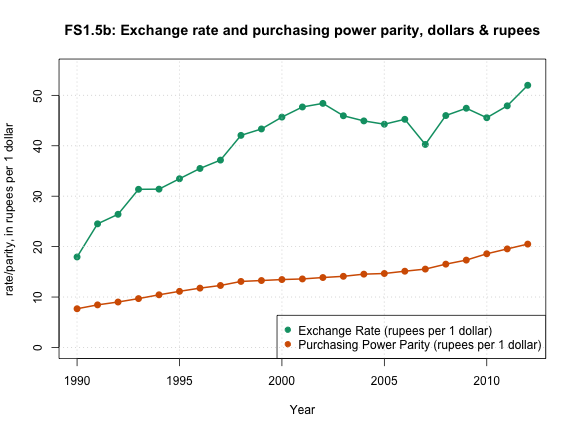 FS1.5b: Exchange rate and purchasing power parity, dollars & rupees
rate/parity, in rupees per 1 dollar
50
40
30
20
10
0
Exchange Rate (rupees per 1 dollar)
Purchasing Power Parity (rupees per 1 dollar)
1990 1995 2000 2005 2010
Year